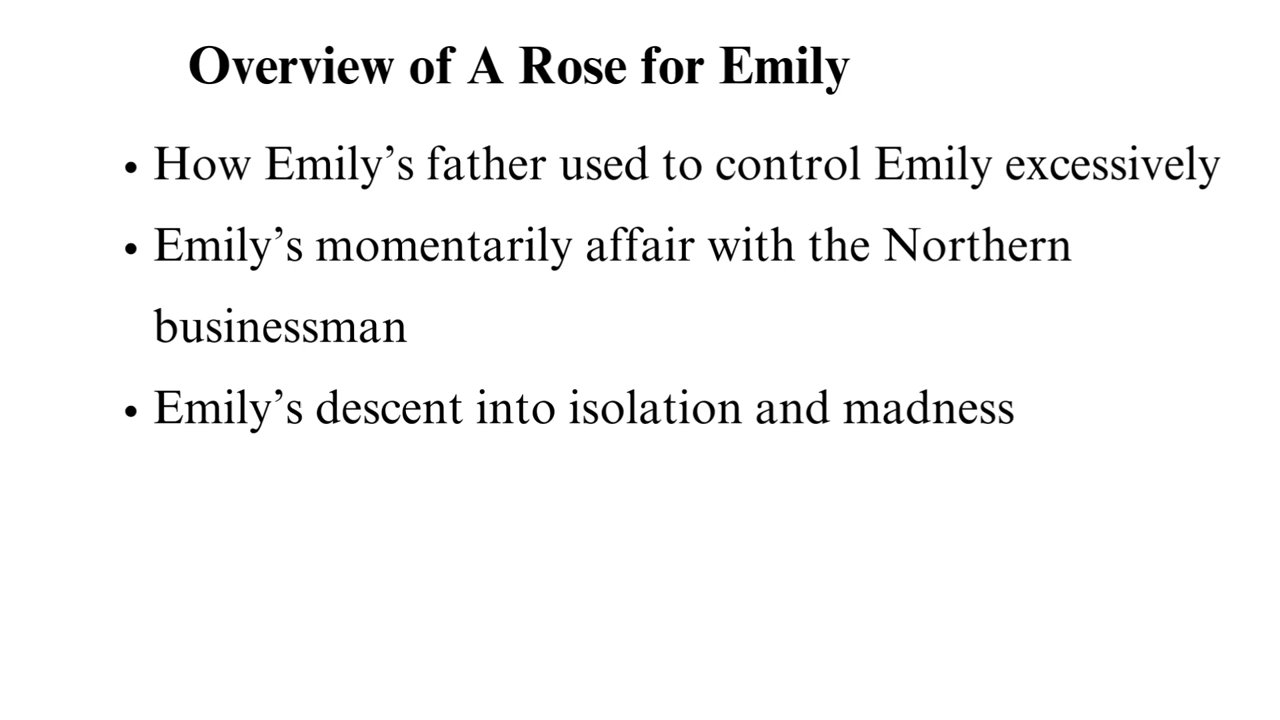 Overview of A Rose for Emily
• How Emily’s father used to control Emily excessively
• Emily’s momentarily affair with the Northern
businessman
• Emily’s descent into isolation and madness